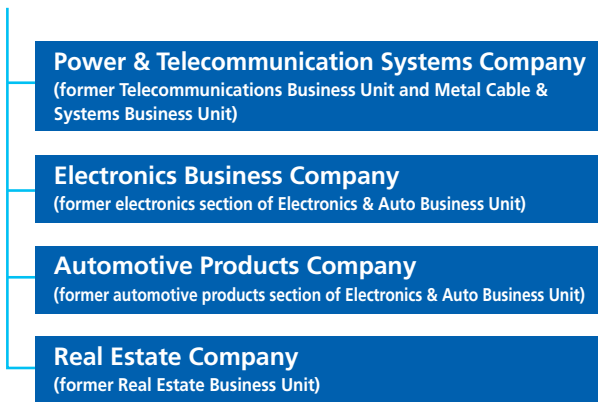 Power & Telecommunication Systems Company
(former Telecommunications Business Unit and Metal Cable &
Systems Business Unit)
Electronics Business Company
(former electronics section of Electronics & Auto Business Unit)
Automotive Products Company
(former automotive products section of Electronics & Auto Business Unit)
Real Estate Company
(former Real Estate Business Unit)